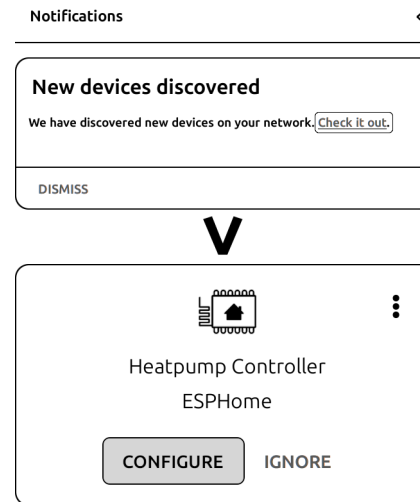 Notifications
New devices discovered
We have discovered new devices on your network. Check it out.
DISMISS
Heatpump Controller
ESPHome
CONFIGURE IGNORE